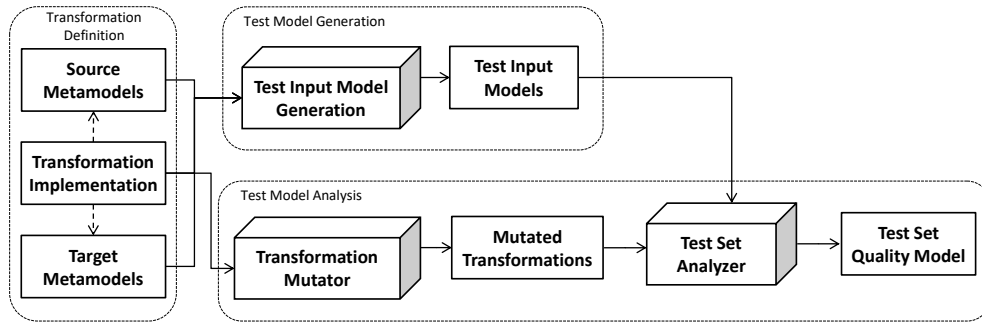 Transformation
Definition
Source
Metamodels
Transformation
Implementation
Target
Metamodels
Test Model Generation
Test Input Model
Generation
Test Input
Models
Test Model Analysis
Transformation
Mutator
Mutated
Transformations
Test Set
Analyzer
Test Set
Quality Model